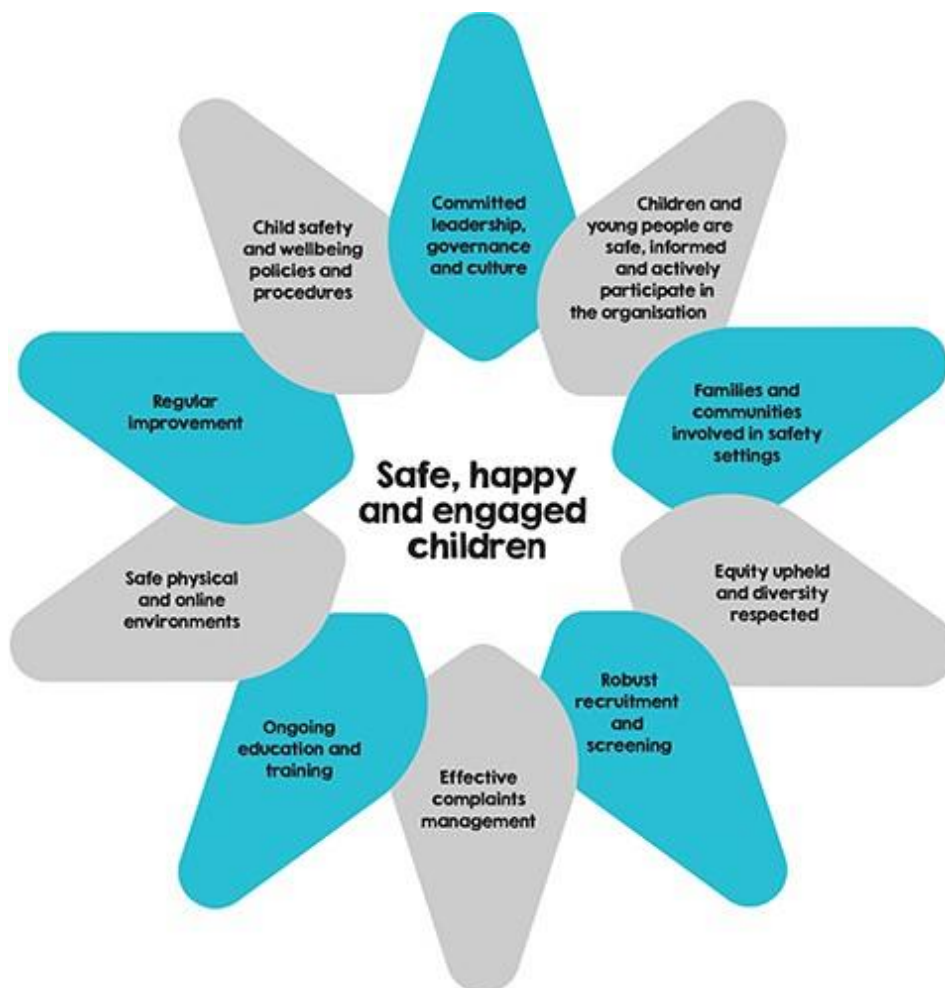 Committed
leadership,
governance
and culture
Children and
young people are
safe, informed
and actively
participate in
the organisation
Families and
communities
involved in safety
settings
Equity upheld
and diversity
respected
Robust
recruitment
and
screening
Effective
complaints
management
Ongoing
education and
training
Safe physical
and online
environments
Regular
improvement
Child safety
and wellbeing
policies and
procedures
Safe, happy
and engaged
children